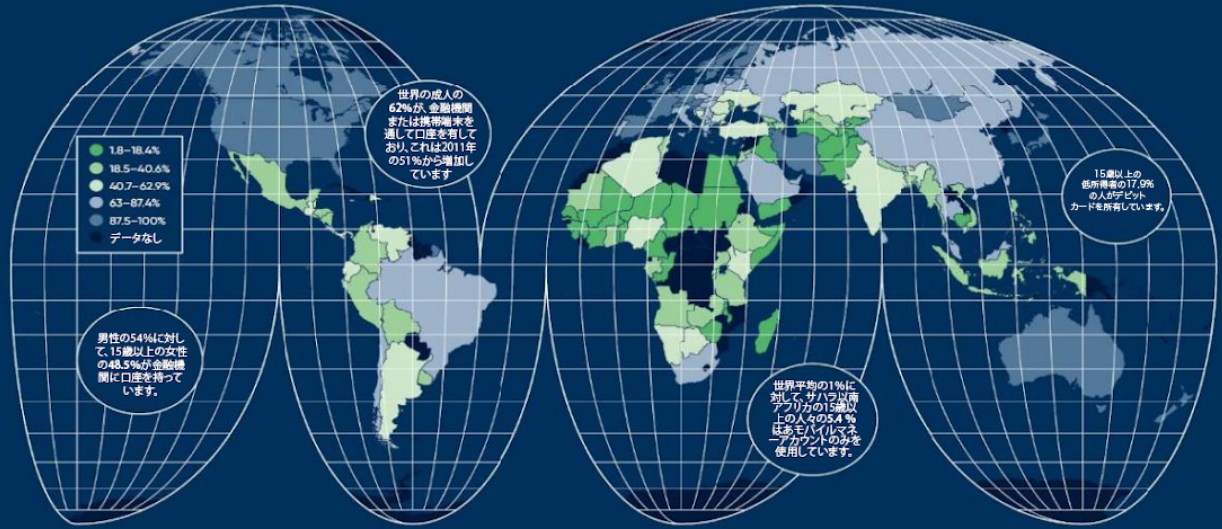 世界の成人の
62%が、金融機関
または携帯端末を
通して口座を有して
おり、これは2011年
の51%から増加し
ています
1.8–18.4%
18.5–40.6%
40.7–62.9%
63–87.4%
87.5–100%
データなし
15歳以上の
低所得者の17,9%
の人がデビット
カードを所有しています。
男性の54%に対し
て、15歳以上の女性
の48.5%が金融機
関に口座を持って
います。
世界平均の1%に
対して、サハラ以南
アフリカの15歳以
上の人々の5.4 %
はあモバイルマネ
ーアカウントのみを
使用しています。